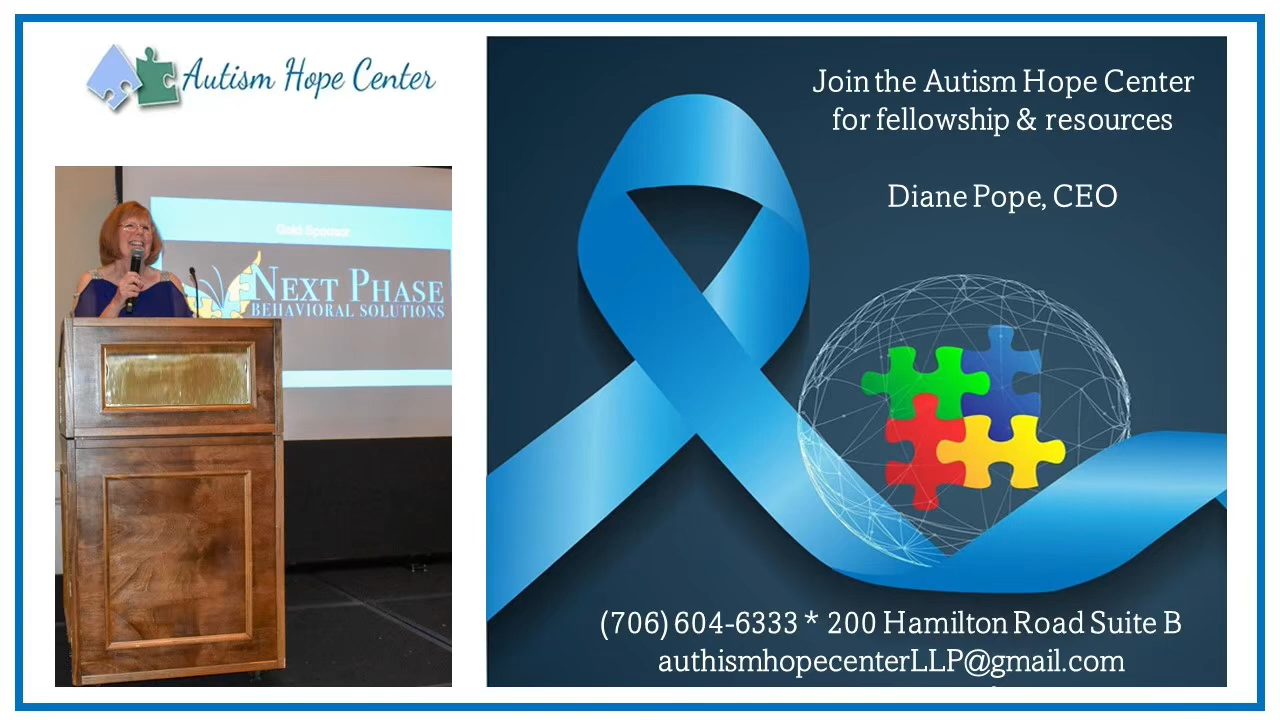 Autism Hope Center
Gold Sponsor
NEXT PHASE
BEHAVIORAL SOLUTIONS
Join the Autism Hope Center
for fellowship & resources
Diane Pope, CEO
(706) 604-6333 * 200 Hamilton Road Suite B
authismhopecenterLLP@gmail.com